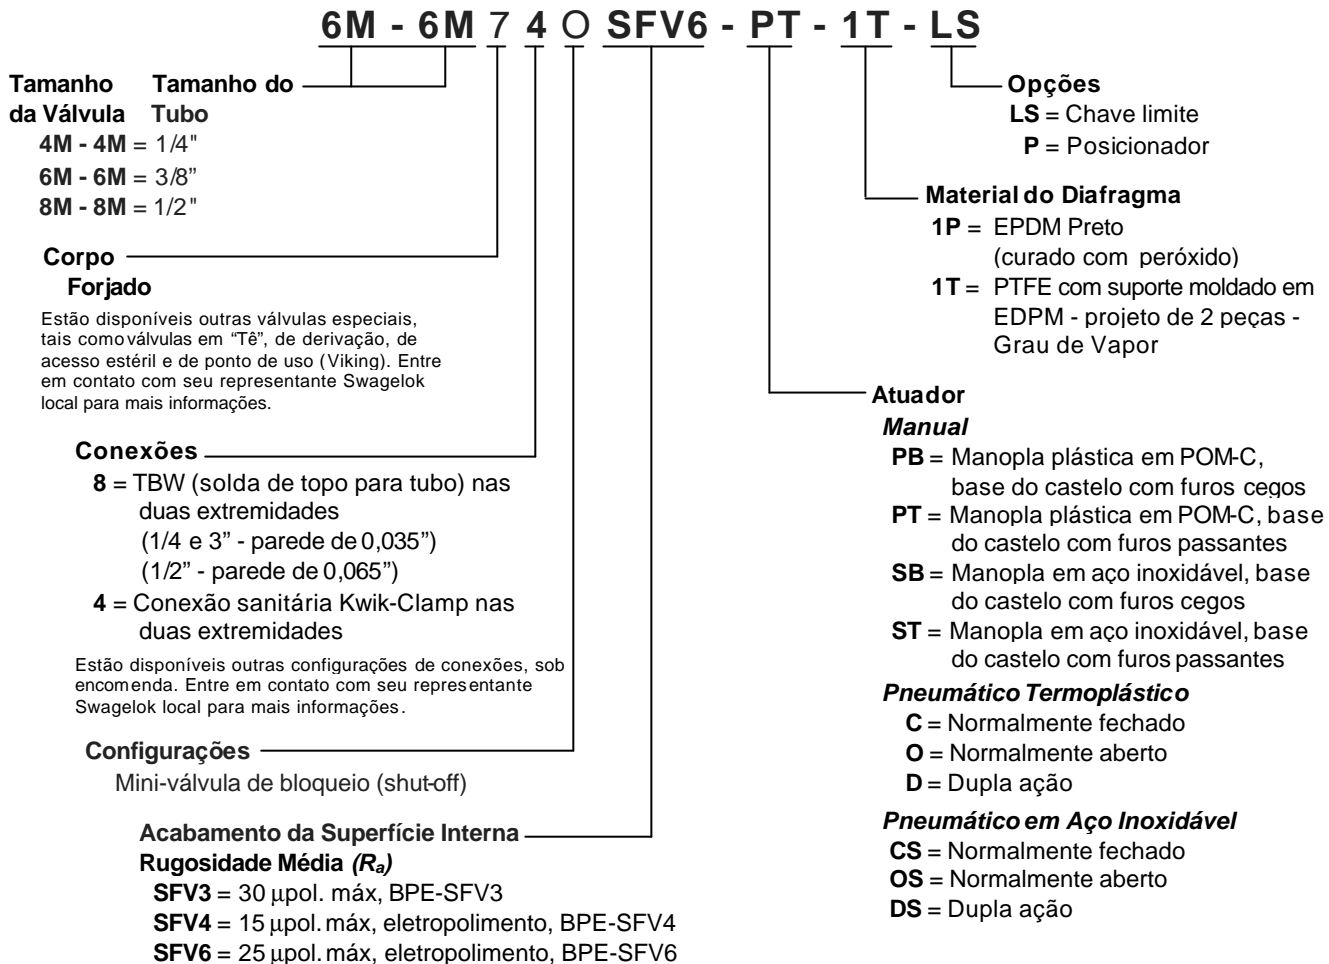 6M - 6M 7 4 O SFV6 - PT - 1T - LS
Tamanho Tamanho do
da Válvula Tubo
4M - 4M = 1/4"
6M - 6M = 3/8”
8M - 8M = 1/2"
Corpo
Forjado
Estão disponíveis outras válvulas especiais,
tais como válvulas em “Tê”, de derivação, de
acesso estéril e de ponto de uso (Viking). Entre
em contato com seu representante Swagelok
local para mais informações.
Conexões
8 = TBW (solda de topo para tubo) nas
duas extremidades
(1/4 e 3” - parede de 0,035”)
(1/2” - parede de 0,065”)
4 = Conexão sanitária Kwik-Clamp nas
duas extremidades
Estão disponíveis outras configurações de conexões, sob
encomenda. Entre em contato com seu representante
Swagelok local para mais informações.
Configurações
Mini-válvula de bloqueio (shut-off)
Acabamento da Superfície Interna
Rugosidade Média (Ra)
SFV3 = 30 µpol. máx, BPE-SFV3
SFV4 = 15 µpol. máx, eletropolimento, BPE-SFV4
SFV6 = 25 µpol. máx, eletropolimento, BPE-SFV6
Opções
LS = Chave limite
P = Posicionador
Material do Diafragma
1P = EPDM Preto
(curado com peróxido)
1T = PTFE com suporte moldado em
EDPM - projeto de 2 peças -
Grau de Vapor
Atuador
Manual
PB = Manopla plástica em POM-C,
base do castelo com furos cegos
PT = Manopla plástica em POM-C, base
do castelo com furos passantes
SB = Manopla em aço inoxidável, base
do castelo com furos cegos
ST = Manopla em aço inoxidável, base
do castelo com furos passantes
Pneumático Termoplástico
C = Normalmente fechado
O = Normalmente aberto
D = Dupla ação
Pneumático em Aço Inoxidável
CS = Normalmente fechado
OS = Normalmente aberto
DS = Dupla ação